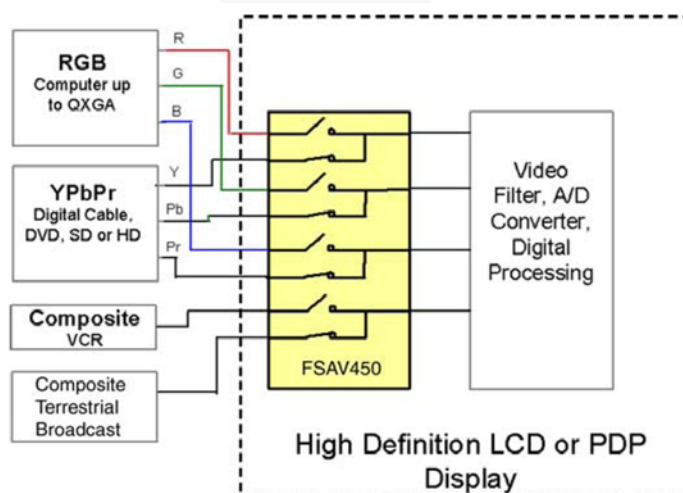 RGB
Computer up
to QXGA
R
G
B
YPbPr
Digital Cable,
DVD, SD or HD
Y
Pb
Pr
Composite
VCR
Composite
Terrestrial
Broadcast
FSAV450
Video
Filter, A/D
Converter,
Digital
Processing
High Definition LCD or PDP
Display